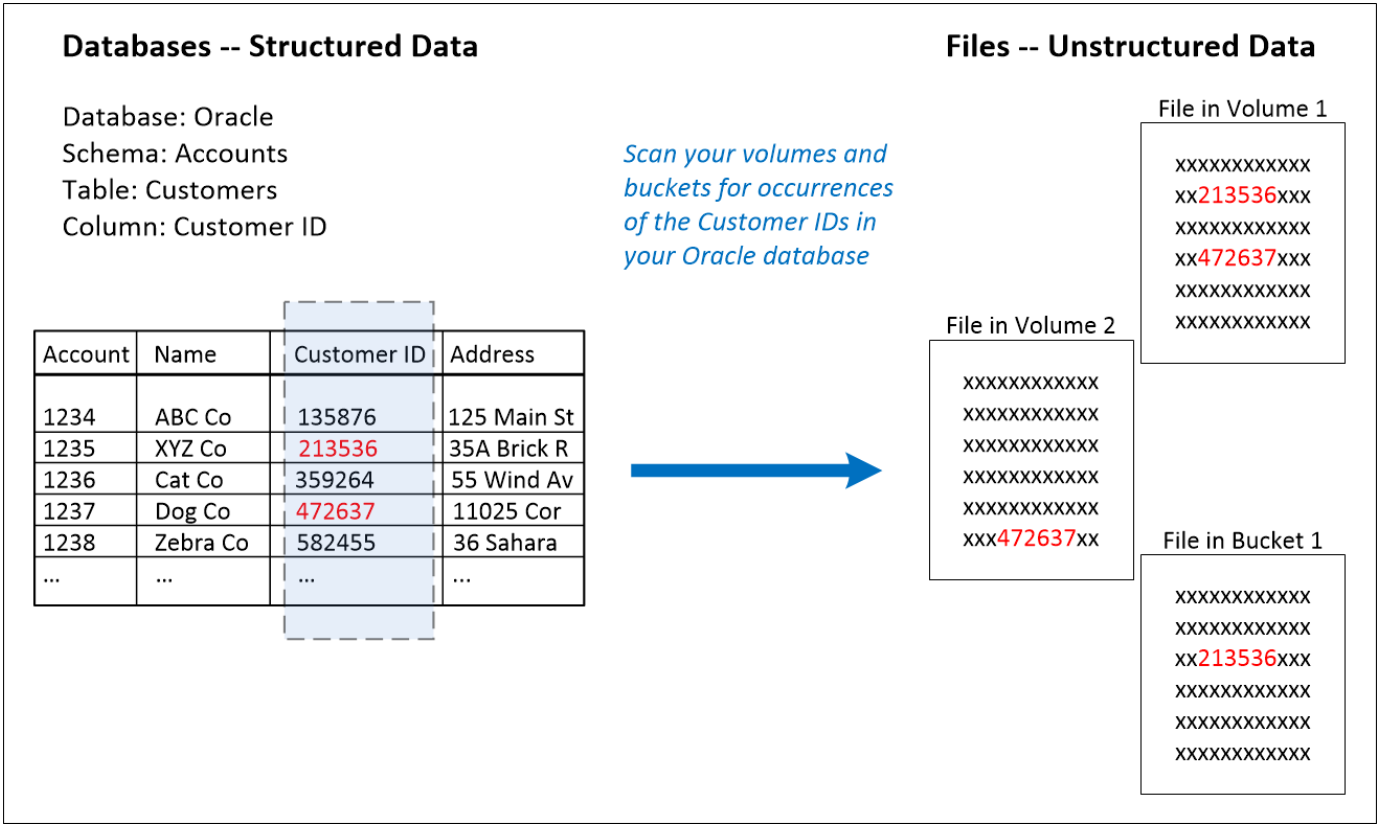 Databases -- Structured Data
Database: Oracle
Schema: Accounts
Table: Customers
Column: Customer ID
Account Name Customer ID Address
1234 ABC Co 135876 125 Main St
1235 XYZ Co 213536 35A Brick R
1236 Cat Co 359264 55 Wind Av
1237 Dog Co 472637 11025 Cor
1238 Zebra Co 582455 36 Sahara
... ... ... ...
Scan your volumes and
buckets for occurrences
of the Customer IDs in
your Oracle database
Files -- Unstructured Data
File in Volume 1
xxxxxxxxxxxx
xx213536xxx
xxxxxxxxxxxx
xx472637xxx
xxxxxxxxxxxx
xxxxxxxxxxxx
File in Volume 2
xxxxxxxxxxxx
xxxxxxxxxxxx
xxxxxxxxxxxx
xxxxxxxxxxxx
xxxxxxxxxxxx
xxx472637xx
File in Bucket 1
xxxxxxxxxxxx
xxxxxxxxxxxx
xx213536xxx
xxxxxxxxxxxx
xxxxxxxxxxxx
xxxxxxxxxxxx